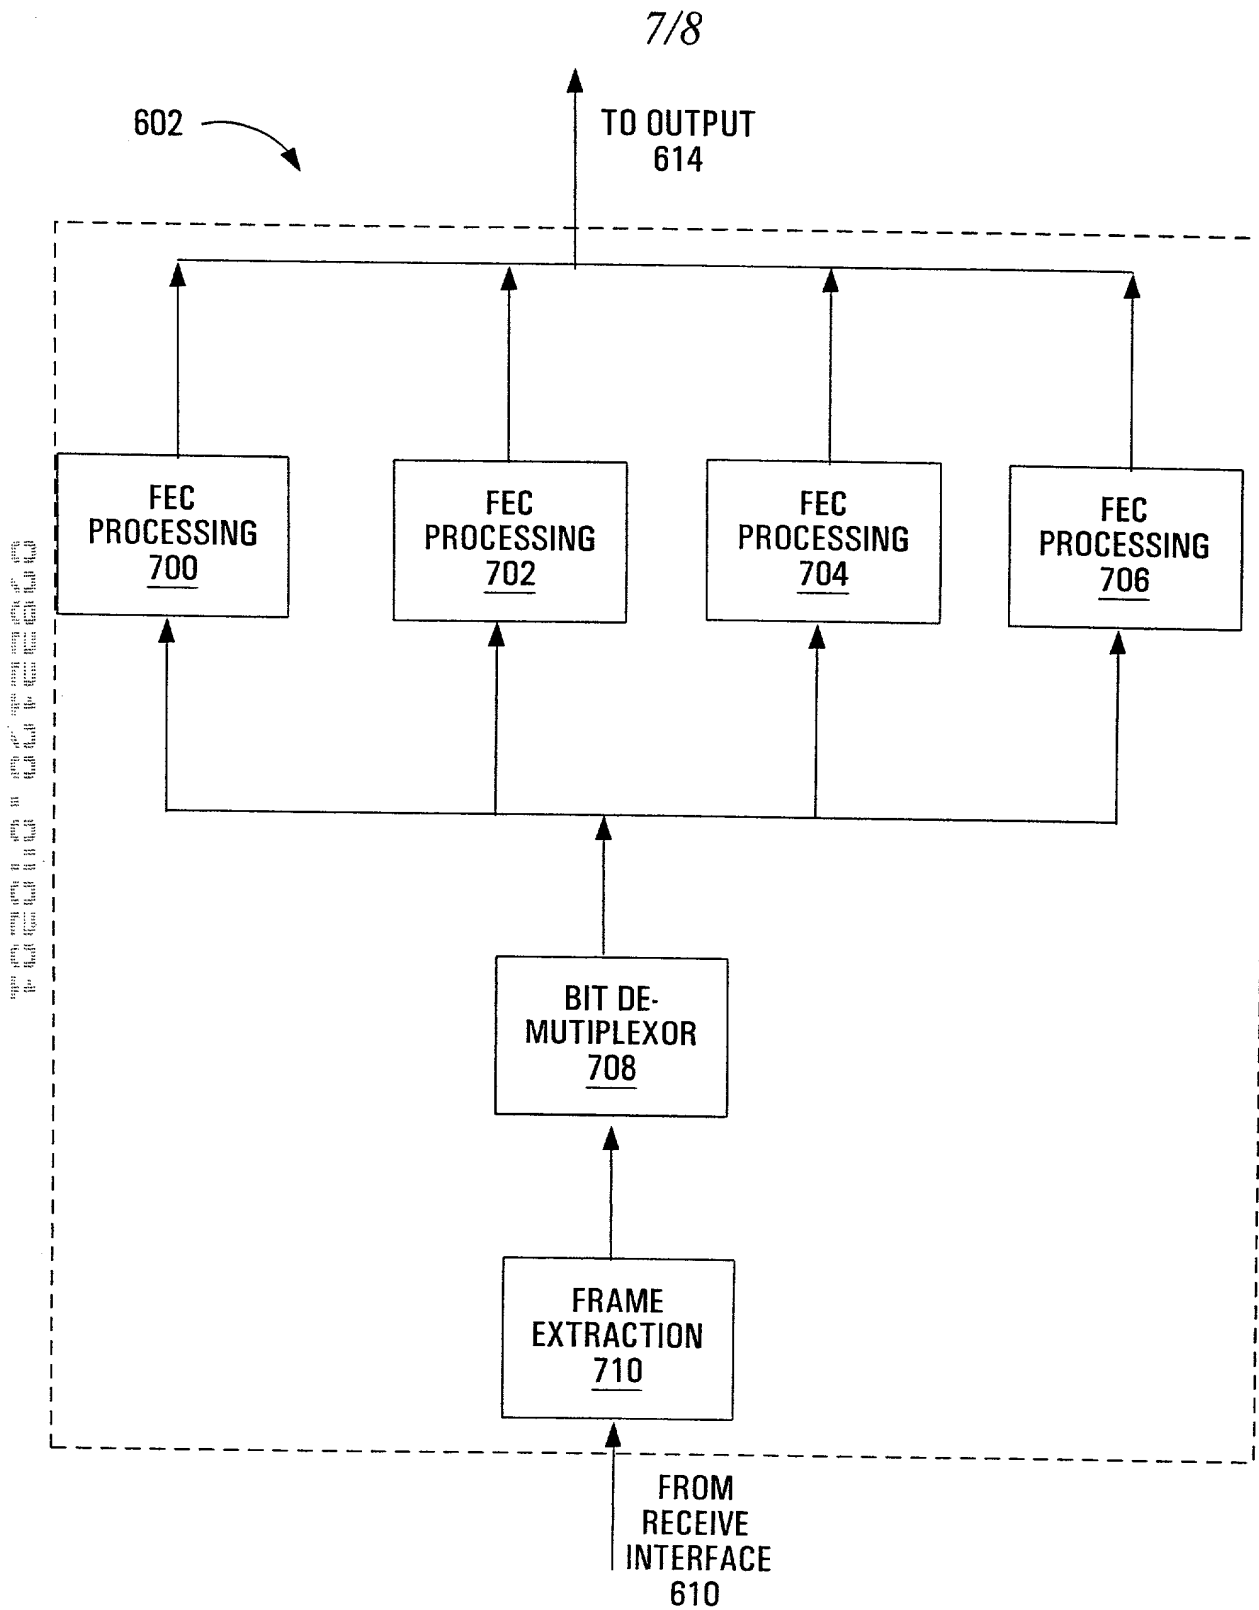 7/8
602
TO OUTPUT
614
FEC
PROCESSING
700
FEC
PROCESSING
702
FEC
PROCESSING
704
FEC
PROCESSING
706
BIT DE-
MUTIPLEXOR
708
FRAME
EXTRACTION
710
FROM
RECEIVE
INTERFACE
610